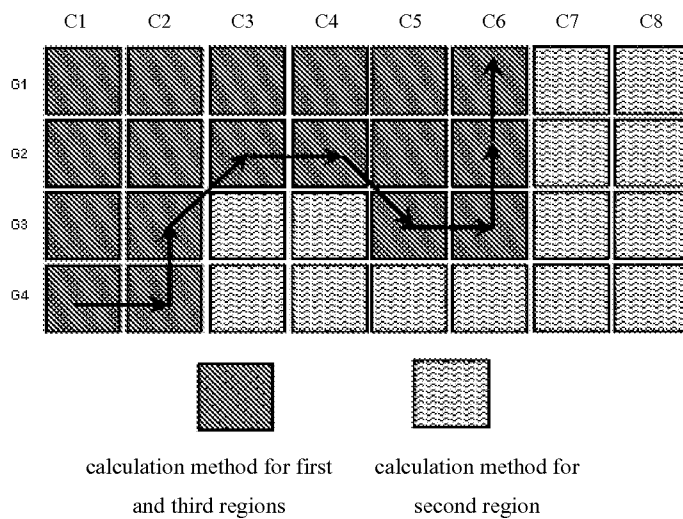 C1 C2 C3 C4 C5 C6 C7 C8
G1
G2
G3
G4
calculation method for first
and third regions
calculation method for
second region